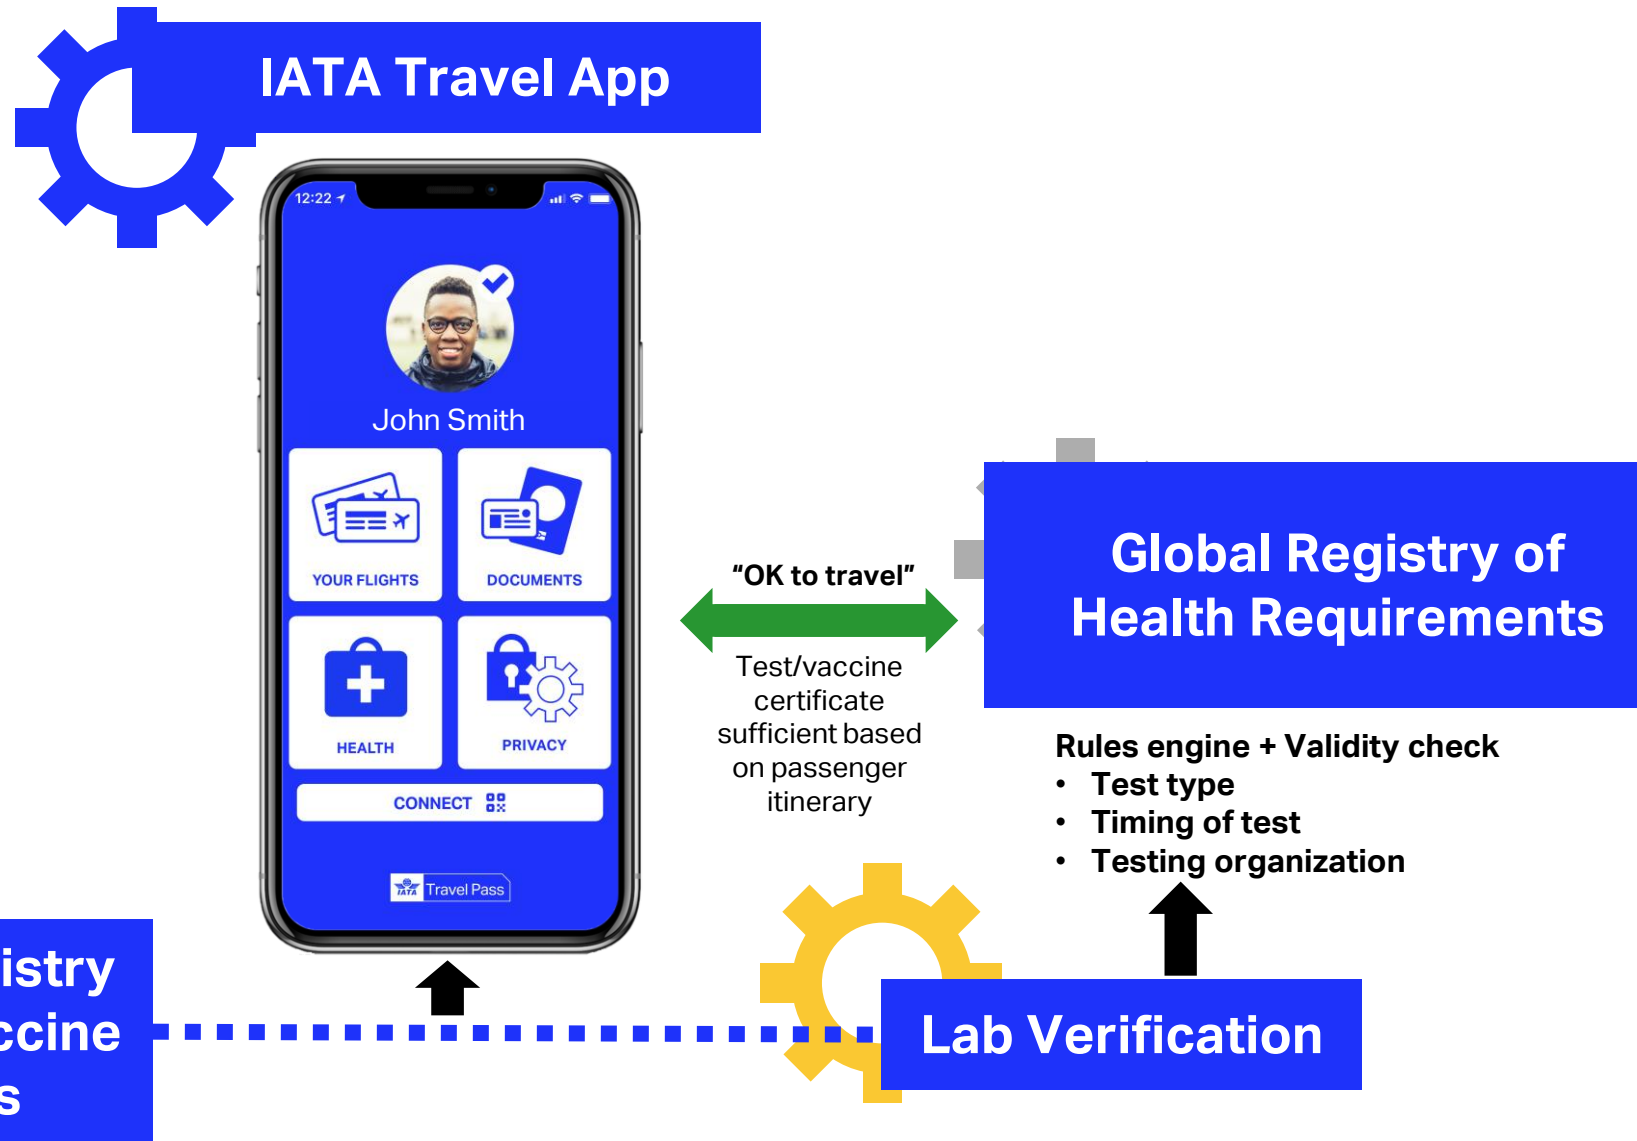 IATA Travel App
12:22
John Smith
YOUR FLIGHTS
DOCUMENTS
HEALTH
PRIVACY
CONNECT
IATA Travel Pass
"OK to travel"
Test/vaccine
certificate
sufficient based
on passenger
itinerary
Global Registry of
Health Requirements
Rules engine + Validity check
• Test type
• Timing of test
• Testing organization
Lab Verification